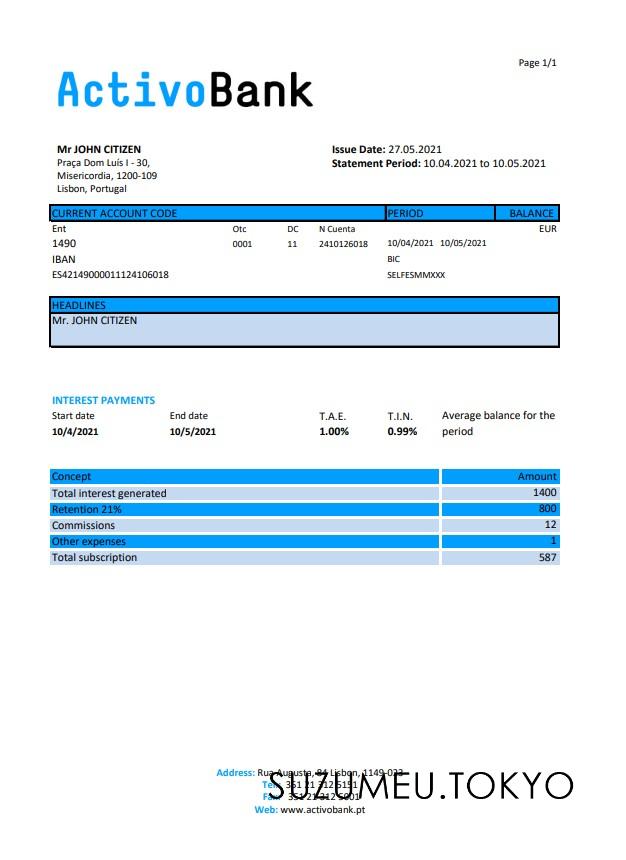 Page 1/1
ActivoBank
Mr JOHN CITIZEN
Praça Dom Luís I - 30,
Misericordia, 1200-109
Lisbon, Portugal
Issue Date: 27.05.2021
Statement Period: 10.04.2021 to 10.05.2021
CURRENT ACCOUNT CODE PERIOD BALANCE
Ent Otc DC N Cuenta EUR
1490 0001 11 2410126018 10/04/2021 10/05/2021
IBAN BIC
ES42149000011124106018 SELFESMMXXX
HEADLINES
Mr. JOHN CITIZEN
INTEREST PAYMENTS
Start date End date T.A.E. T.I.N. Average balance for the
10/4/2021 10/5/2021 1.00% 0.99% period
Concept Amount
Total interest generated 1400
Retention 21% 800
Commissions 12
Other expenses 1
Total subscription 587
Address: Rua Augusta, 84 Lisbon, 1149-023
Tel: 351 21 312 5151
Fax: 351 21 312 5001
SUZUMEU.TOKYO
Web: www.activobank.pt